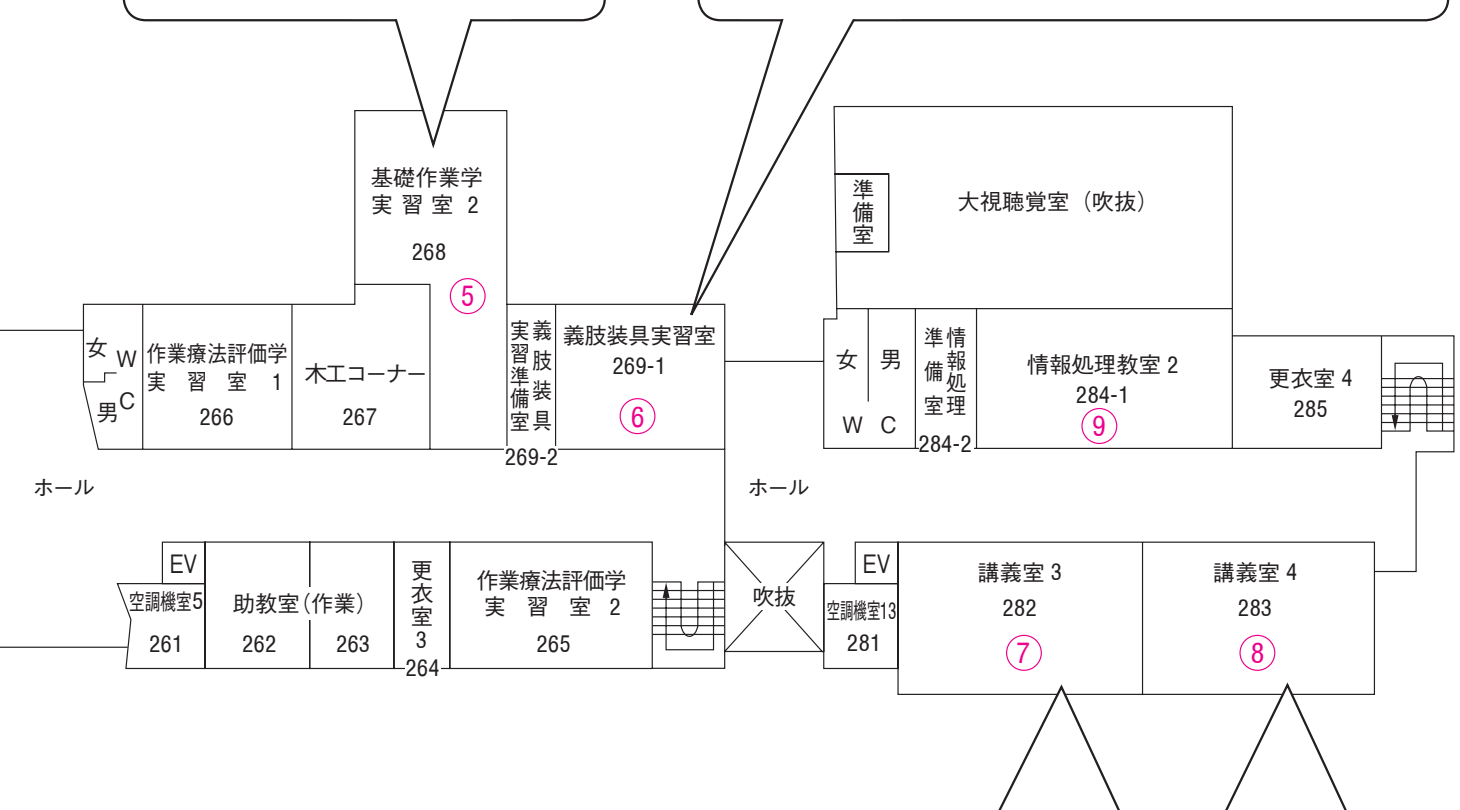 基礎作業学
実習室 2
268
⑤
準備室
大視聴覚室（吹抜）
女 WC
男
作業療法評価学
実習室 1
266
木工コーナー
267
義肢装具
実習準備室
269-2
義肢装具実習室
269-1
⑥
女 男
W C
情報処理
準備室
284-2
情報処理教室 2
284-1
⑨
更衣室 4
285
ホール
ホール
EV
空調機室5
261
助教室（作業）
262 263
更衣室3
264
作業療法評価学
実習室 2
265
吹抜
EV
空調機室13
281
講義室 3
282
⑦
講義室 4
283
⑧